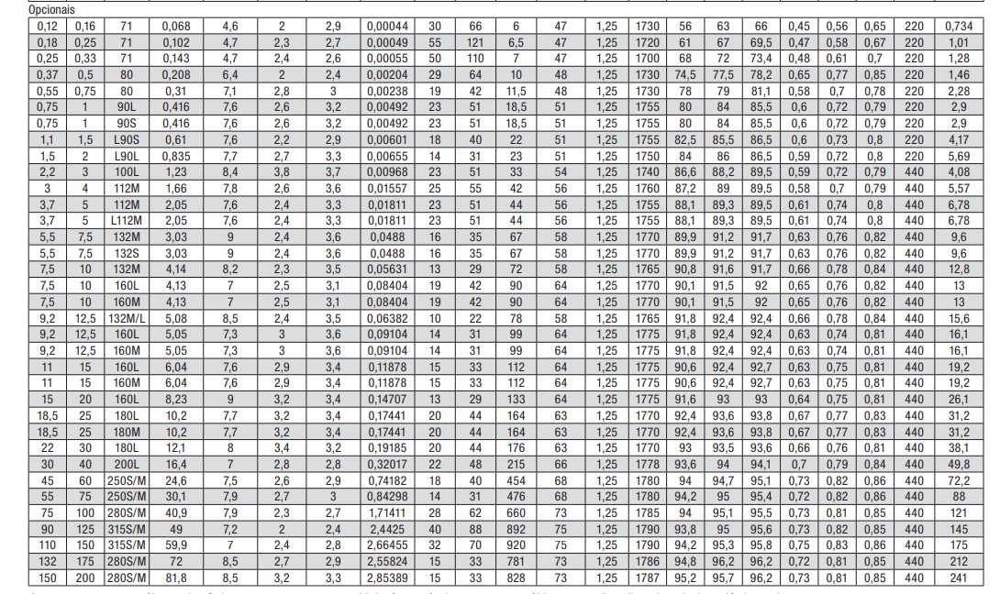 Opcionais
0,12 0,16 71 0,068 4,6 2 2,9 0,00044 30 66 6 47 1,25 1730 56 63 66 0,45 0,56 0,65 220 0,734
0,18 0,25 71 0,102 4,7 2,3 2,7 0,00049 55 121 6,5 47 1,25 1720 61 67 69,5 0,47 0,58 0,67 220 1,01
0,25 0,33 71 0,143 4,7 2,4 2,6 0,00055 50 110 7 47 1,25 1700 68 72 73,4 0,48 0,61 0,7 220 1,28
0,37 0,5 80 0,208 6,4 2 2,4 0,00204 29 64 10 48 1,25 1730 74,5 77,5 78,2 0,65 0,77 0,85 220 1,46
0,55 0,75 80 0,31 7,1 2,8 3 0,00238 19 42 11,5 48 1,25 1730 78 79 81,1 0,58 0,7 0,78 220 2,28
0,75 1 90L 0,416 7,6 2,6 3,2 0,00492 23 51 18,5 51 1,25 1755 80 84 85,5 0,6 0,72 0,79 220 2,9
0,75 1 90S 0,416 7,6 2,6 3,2 0,00492 23 51 18,5 51 1,25 1755 80 84 85,5 0,6 0,72 0,79 220 2,9
1,1 1,5 L90S 0,61 7,6 2,2 2,9 0,00601 18 40 22 51 1,25 1755 82,5 85,5 86,5 0,6 0,73 0,8 220 4,17
1,5 2 L90L 0,835 7,7 2,7 3,3 0,00655 14 31 23 51 1,25 1750 84 86 86,5 0,59 0,72 0,8 220 5,69
2,2 3 100L 1,23 8,4 3,8 3,7 0,00968 23 51 33 54 1,25 1740 86,6 88,2 89,5 0,59 0,72 0,79 440 4,08
3 4 112M 1,66 7,8 2,6 3,6 0,01557 25 55 42 56 1,25 1760 87,2 89 89,5 0,58 0,7 0,79 440 5,57
3,7 5 112M 2,05 7,6 2,4 3,3 0,01811 23 51 44 56 1,25 1755 88,1 89,3 89,5 0,61 0,74 0,8 440 6,78
3,7 5 L112M 2,05 7,6 2,4 3,3 0,01811 23 51 44 56 1,25 1755 88,1 89,3 89,5 0,61 0,74 0,8 440 6,78
5,5 7,5 132M 3,03 9 2,4 3,6 0,0488 16 35 67 58 1,25 1770 89,9 91,2 91,7 0,63 0,76 0,82 440 9,6
5,5 7,5 132S 3,03 9 2,4 3,6 0,0488 16 35 67 58 1,25 1770 89,9 91,2 91,7 0,63 0,76 0,82 440 9,6
7,5 10 132M 4,14 8,2 2,3 3,5 0,05631 13 29 72 58 1,25 1765 90,8 91,6 91,7 0,66 0,78 0,84 440 12,8
7,5 10 160L 4,13 7 2,5 3,1 0,08404 19 42 90 64 1,25 1770 90,1 91,5 92 0,65 0,76 0,82 440 13
7,5 10 160M 4,13 7 2,5 3,1 0,08404 19 42 90 64 1,25 1770 90,1 91,5 92 0,65 0,76 0,82 440 13
9,2 12,5 132M/L 5,08 8,5 2,4 3,5 0,06382 10 22 78 58 1,25 1765 91,8 92,4 92,4 0,66 0,78 0,84 440 15,6
9,2 12,5 160L 5,05 7,3 3 3,6 0,09104 14 31 99 64 1,25 1775 91,8 92,4 92,4 0,63 0,74 0,81 440 16,1
9,2 12,5 160M 5,05 7,3 3 3,6 0,09104 14 31 99 64 1,25 1775 91,8 92,4 92,4 0,63 0,74 0,81 440 16,1
11 15 160L 6,04 7,6 2,9 3,4 0,11878 15 33 112 64 1,25 1775 90,6 92,4 92,7 0,63 0,75 0,81 440 19,2
11 15 160M 6,04 7,6 2,9 3,4 0,11878 15 33 112 64 1,25 1775 90,6 92,4 92,7 0,63 0,75 0,81 440 19,2
15 20 160L 8,23 9 3,2 3,4 0,14707 13 29 133 64 1,25 1775 91,6 93 93 0,64 0,75 0,81 440 26,1
18,5 25 180L 10,2 7,7 3,2 3,4 0,17441 20 44 164 63 1,25 1770 92,4 93,6 93,8 0,67 0,77 0,83 440 31,2
18,5 25 180M 10,2 7,7 3,2 3,4 0,17441 20 44 164 63 1,25 1770 92,4 93,6 93,8 0,67 0,77 0,83 440 31,2
22 30 180L 12,1 8 3,4 3,2 0,19185 20 44 176 63 1,25 1770 93 93,5 93,6 0,66 0,76 0,81 440 38,1
30 40 200L 16,4 7 2,8 2,8 0,32017 22 48 215 66 1,25 1778 93,6 94 94,1 0,7 0,79 0,84 440 49,8
45 60 250S/M 24,6 7,5 2,6 2,9 0,74182 18 40 454 68 1,25 1780 94 94,7 95,1 0,73 0,82 0,86 440 72,2
55 75 250S/M 30,1 7,9 2,7 3 0,84298 14 31 476 68 1,25 1780 94,2 95 95,4 0,72 0,82 0,86 440 88
75 100 280S/M 40,9 7,9 2,3 2,7 1,71411 28 62 660 73 1,25 1785 94 95,1 95,5 0,73 0,81 0,85 440 121
90 125 315S/M 49 7,2 2 2,4 2,4425 40 88 892 75 1,25 1790 93,8 95 95,6 0,73 0,82 0,85 440 145
110 150 315S/M 59,9 7 2,4 2,8 2,66455 32 70 920 75 1,25 1790 94,2 95,3 95,8 0,75 0,83 0,86 440 175
132 175 280S/M 72 8,5 2,7 2,9 2,55824 15 33 781 73 1,25 1786 94,8 96,2 96,2 0,72 0,81 0,85 440 212
150 200 280S/M 81,8 8,5 3,2 3,3 2,85389 15 33 828 73 1,25 1787 95,2 95,7 96,2 0,73 0,81 0,85 440 241